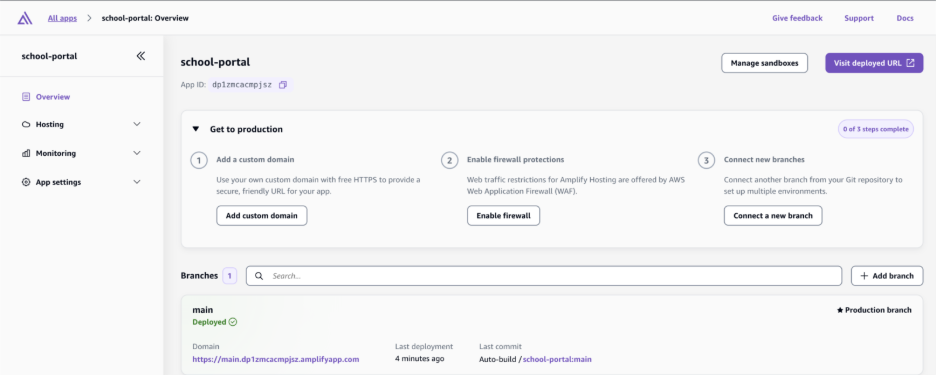 All apps > school-portal: Overview
Give feedback Support Docs
school-portal
Overview
Hosting
Monitoring
App settings
school-portal
Manage sandboxes
Visit deployed URL
App ID: dp1zmcacmpjsz
Get to production
0 of 3 steps complete
1 Add a custom domain
Use your own custom domain with free HTTPS to provide a
secure, friendly URL for your app.
Add custom domain
2 Enable firewall protections
Web traffic restrictions for Amplify Hosting are offered by AWS
Web Application Firewall (WAF).
Enable firewall
3 Connect new branches
Connect another branch from your Git repository to
set up multiple environments.
Connect a new branch
Branches 1
Search...
+ Add branch
main
Deployed
★ Production branch
Domain
https://main.dp1zmcacmpjsz.amplifyapp.com
Last deployment
4 minutes ago
Last commit
Auto-build / school-portal:main